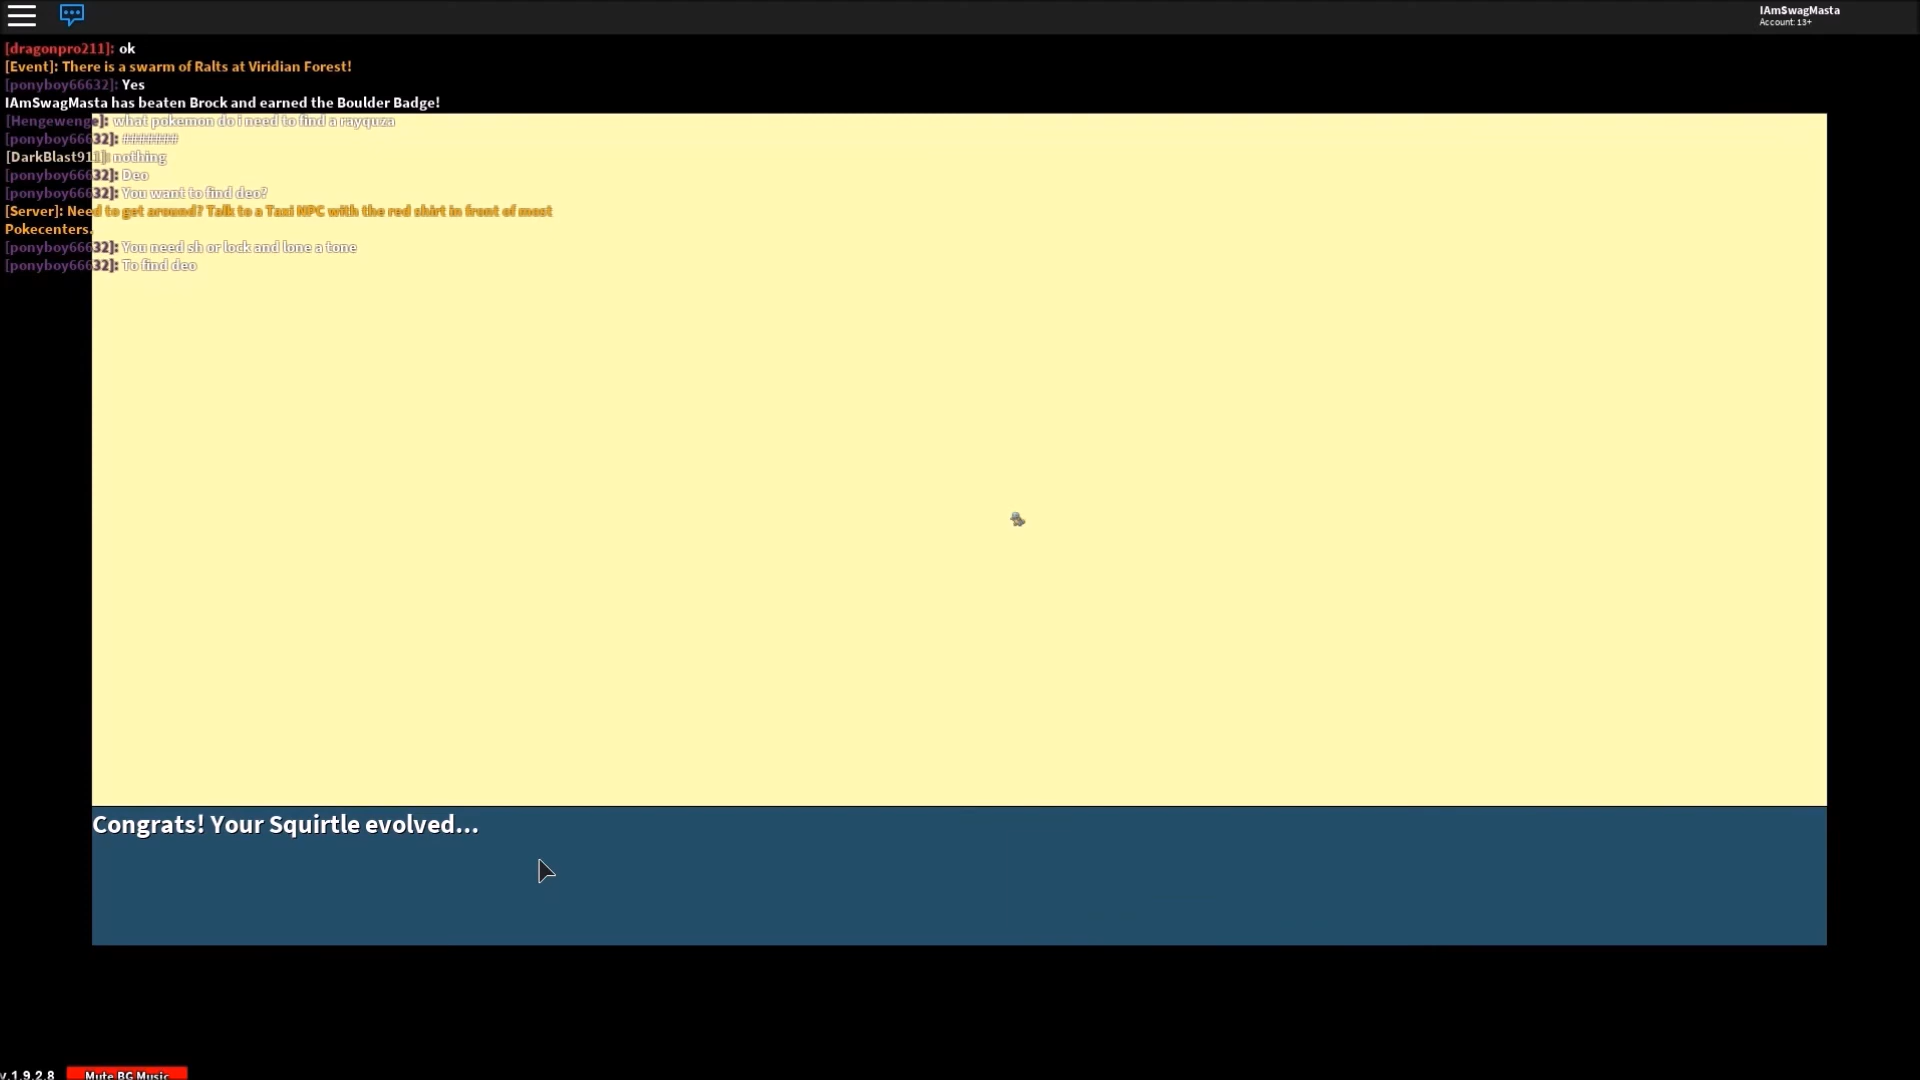 IAmSwagMasta
Account: 13+
[dragonpro211]: ok
[Event]: There is a swarm of Ralts at Viridian Forest!
[ponyboy66632]: Yes
IAmSwagMasta has beaten Brock and earned the Boulder Badge!
[Hengewenge]: what pokemon do i need to find a rayquza
[ponyboy66632]: #######
[DarkBlast911]: nothing
[ponyboy66632]: Deo
[ponyboy66632]: You want to find deo?
[Server]: Need to get around? Talk to a Taxi NPC with the red shirt in front of most
Pokecenters.
[ponyboy66632]: You need sh or lock and lone a tone
[ponyboy66632]: To find deo
Congrats! Your Squirtle evolved...
v.1.9.2.8
Mute BG Music